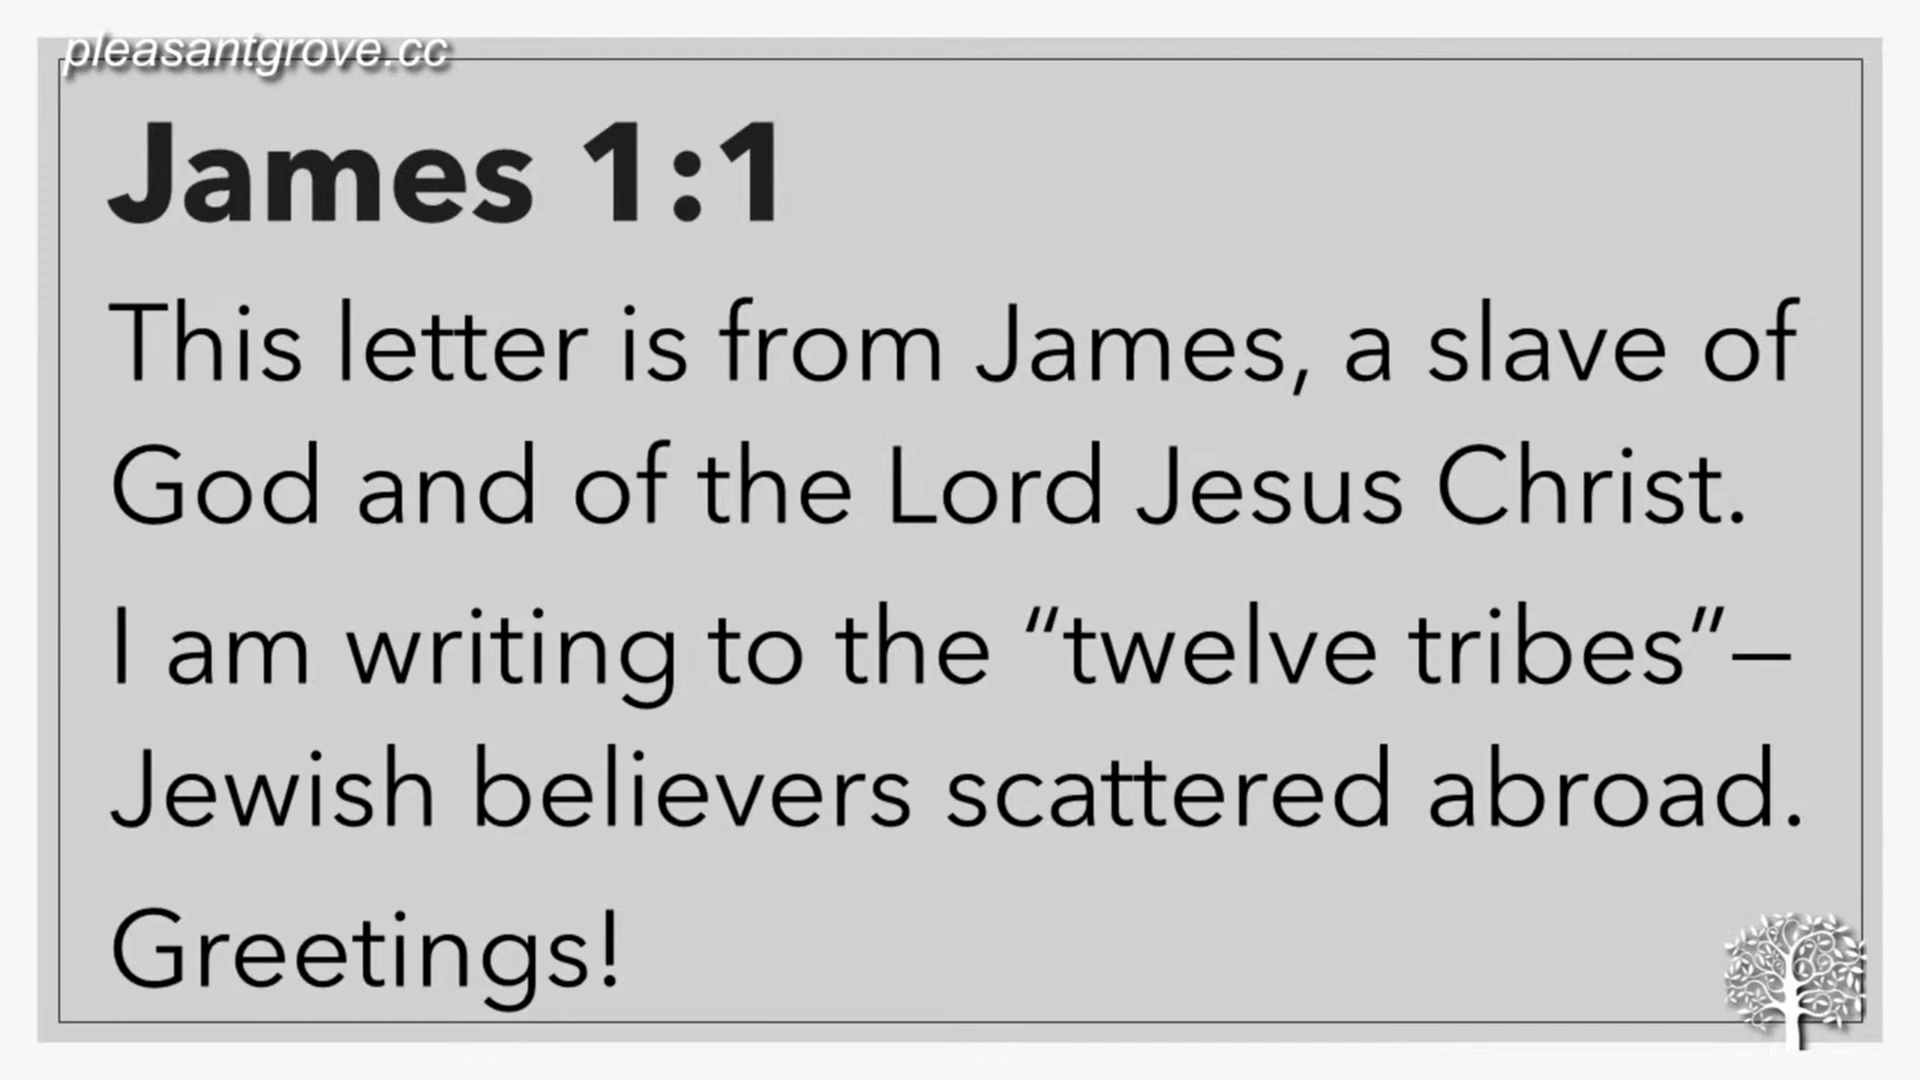 pleasantgrove.cc
James 1:1
This letter is from James, a slave of
God and of the Lord Jesus Christ.
I am writing to the “twelve tribes”–
Jewish believers scattered abroad.
Greetings!